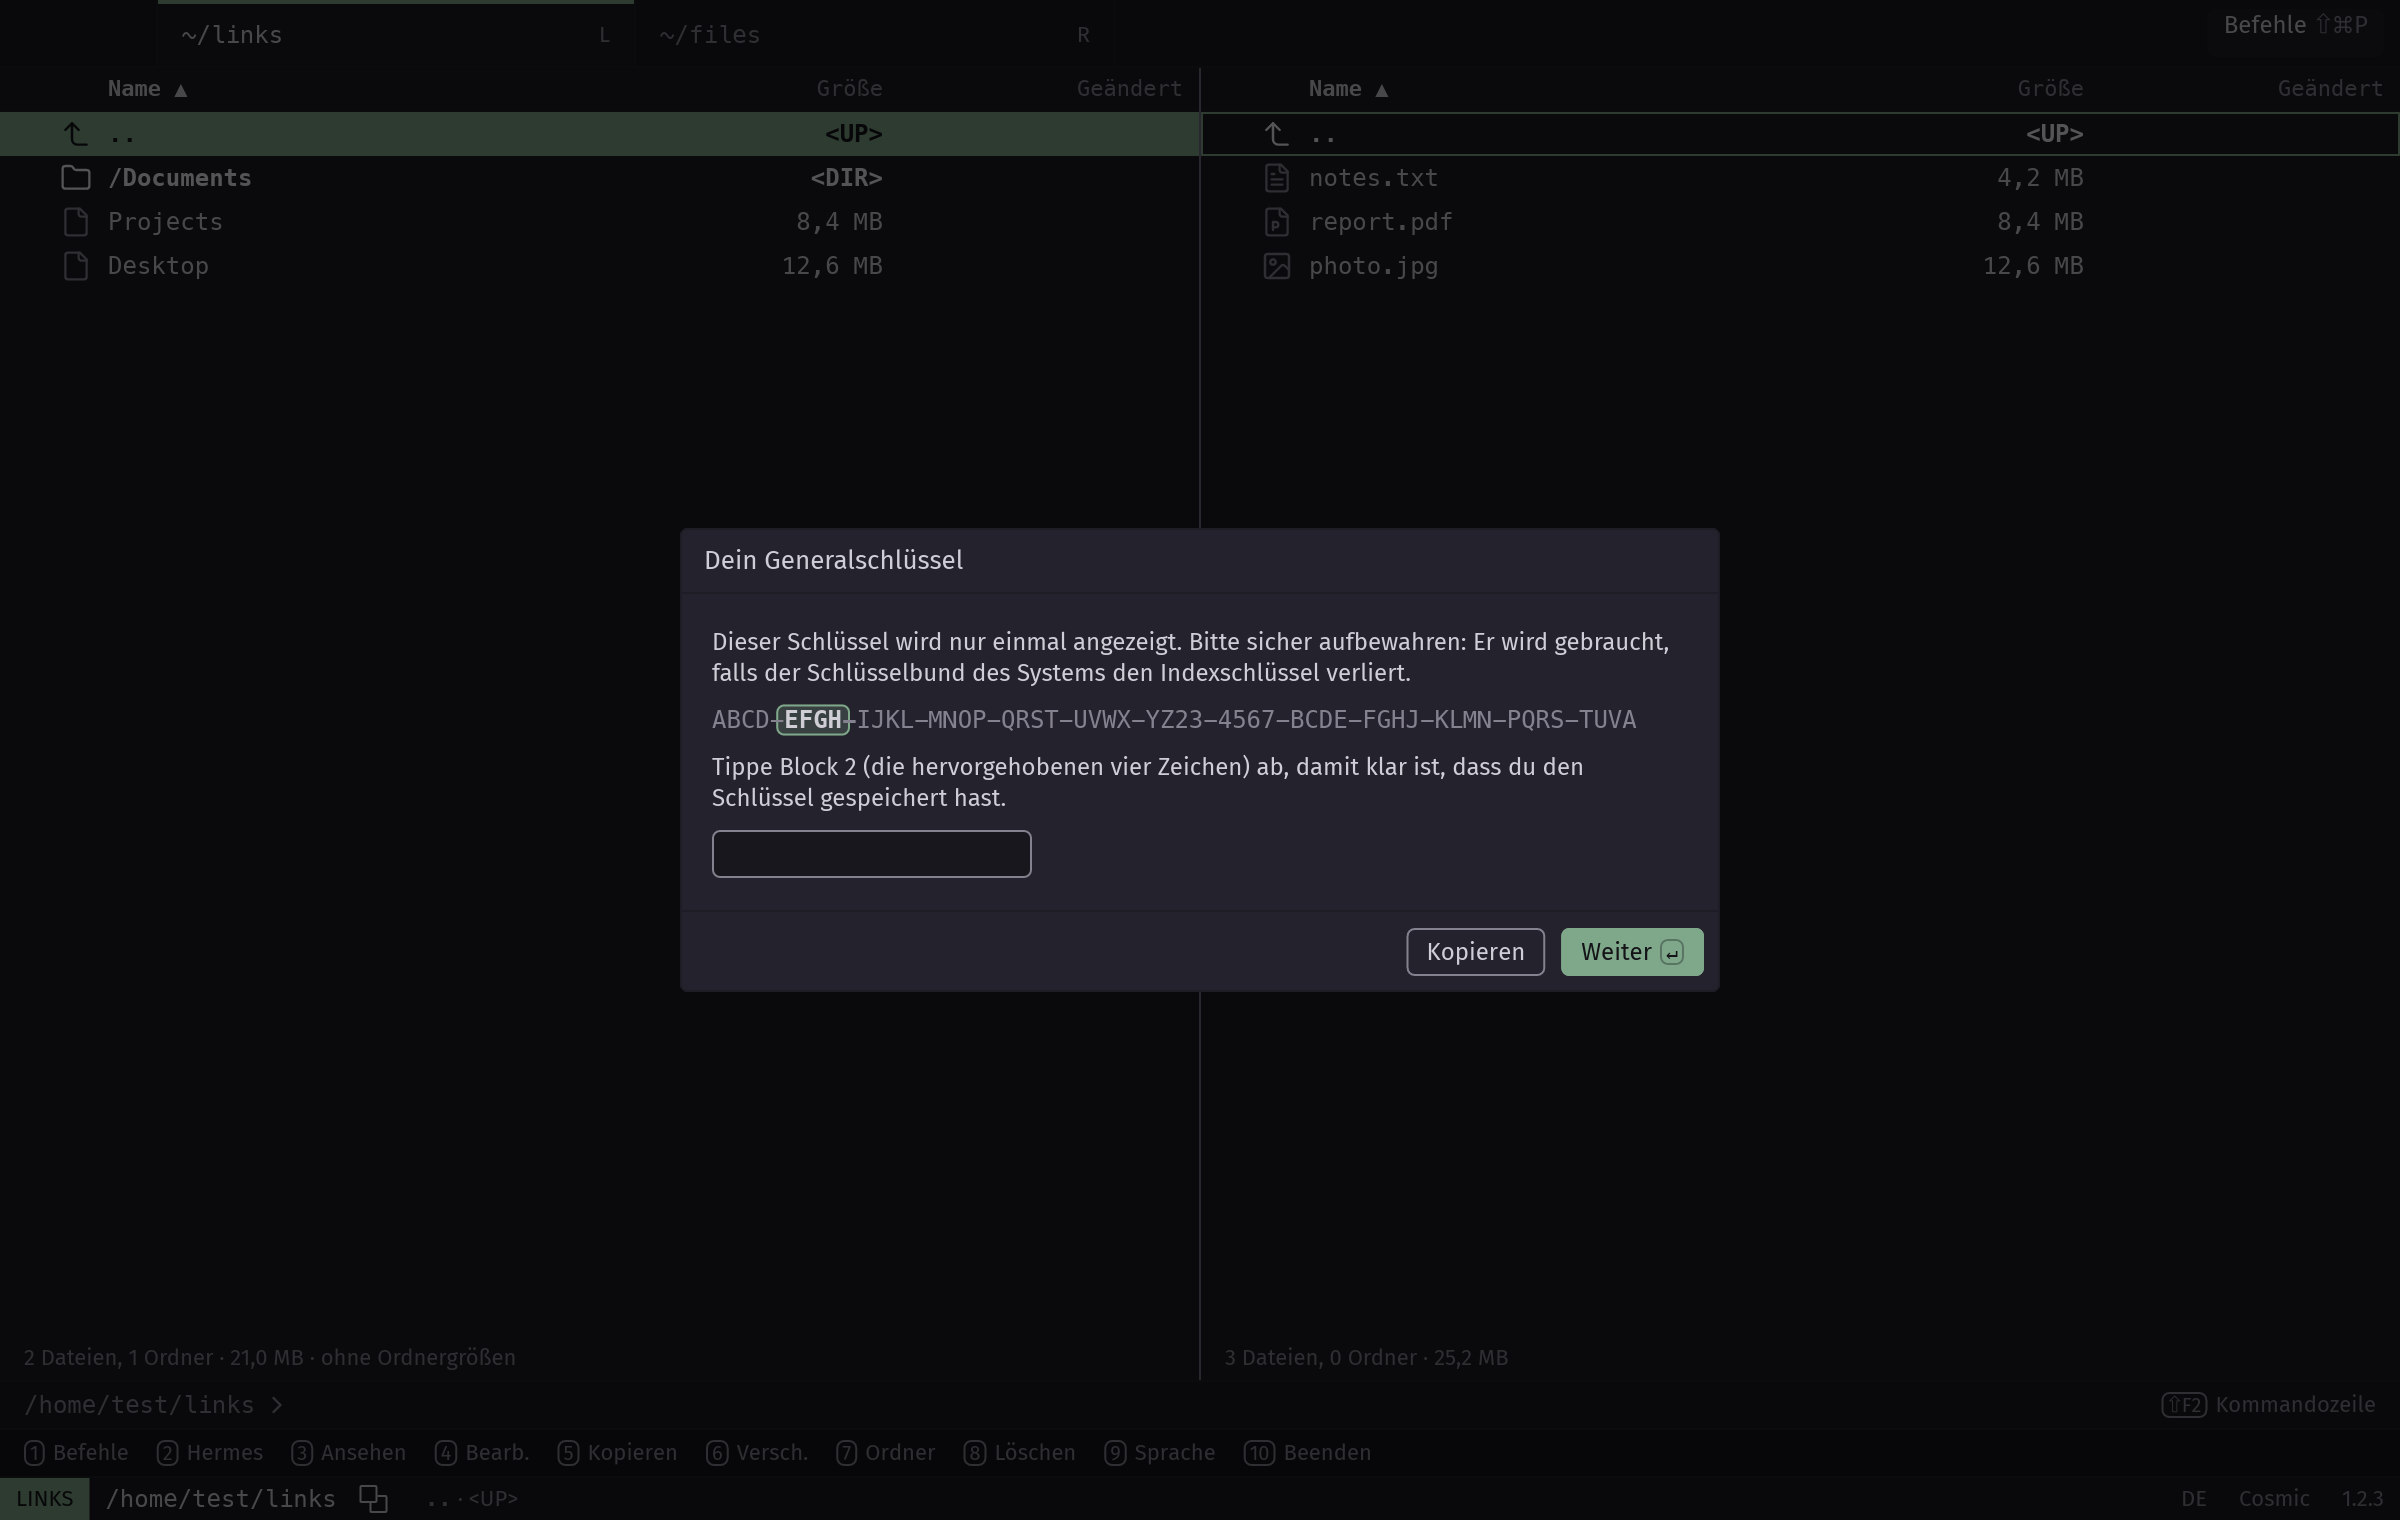 ~/links L ~/files R Befehle ⇧⌘P
Name ▲ Größe Geändert Name ▲ Größe Geändert
.. <UP> .. <UP>
/Documents <DIR> notes.txt 4,2 MB
Projects 8,4 MB report.pdf 8,4 MB
Desktop 12,6 MB photo.jpg 12,6 MB
Dein Generalschlüssel
Dieser Schlüssel wird nur einmal angezeigt. Bitte sicher aufbewahren: Er wird gebraucht,
falls der Schlüsselbund des Systems den Indexschlüssel verliert.
ABCD-EFGH-IJKL-MNOP-QRST-UVWX-YZ23-4567-BCDE-FGHJ-KLMN-PQRS-TUVA
Tippe Block 2 (die hervorgehobenen vier Zeichen) ab, damit klar ist, dass du den
Schlüssel gespeichert hast.
Kopieren Weiter ↵
2 Dateien, 1 Ordner · 21,0 MB · ohne Ordnergrößen 3 Dateien, 0 Ordner · 25,2 MB
/home/test/links > ⇧F2 Kommandozeile
1 Befehle 2 Hermes 3 Ansehen 4 Bearb. 5 Kopieren 6 Versch. 7 Ordner 8 Löschen 9 Sprache 10 Beenden
LINKS /home/test/links .. · <UP> DE Cosmic 1.2.3